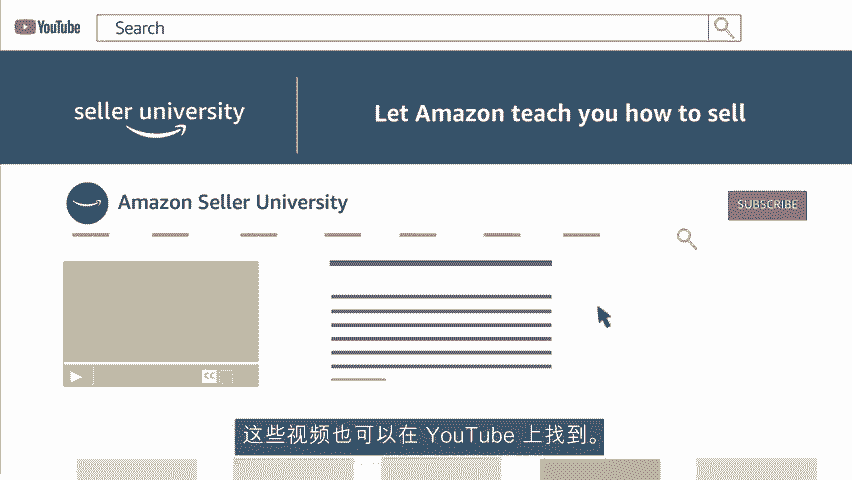 YouTube
Search
seller university
Let Amazon teach you how to sell
Amazon Seller University
SUBSCRIBE
CC
这些视频也可以在 YouTube 上找到。